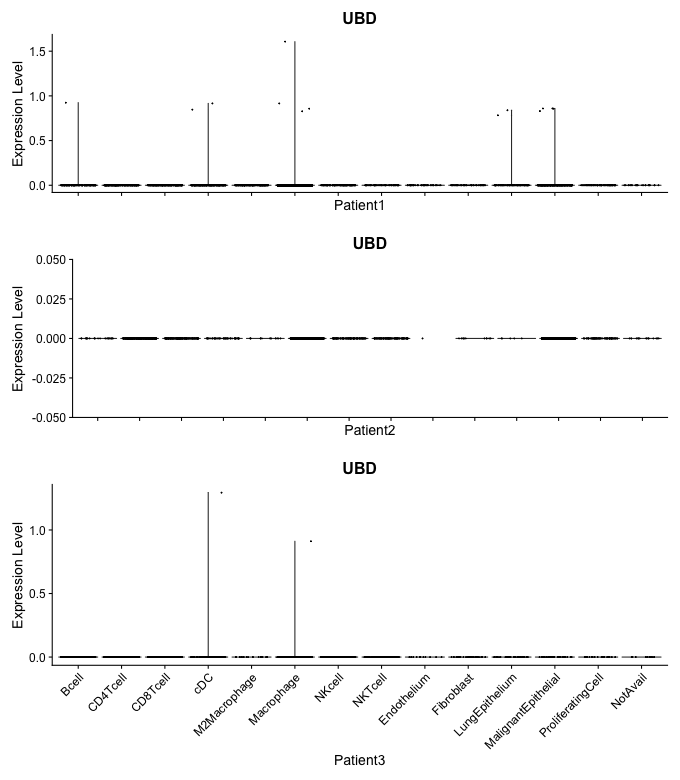 UBD
Expression Level
1.5
1.0
0.5
0.0
Patient1
UBD
Expression Level
0.050
0.025
0.000
-0.025
-0.050
Patient2
UBD
Expression Level
1.0
0.5
0.0
Bcell
CD4Tcell
CD8Tcell
cDC
M2Macrophage
Macrophage
NKcell
NKTcell
Endothelium
Fibroblast
LungEpithelium
MalignantEpithelial
ProliferatingCell
NotAvail
Patient3